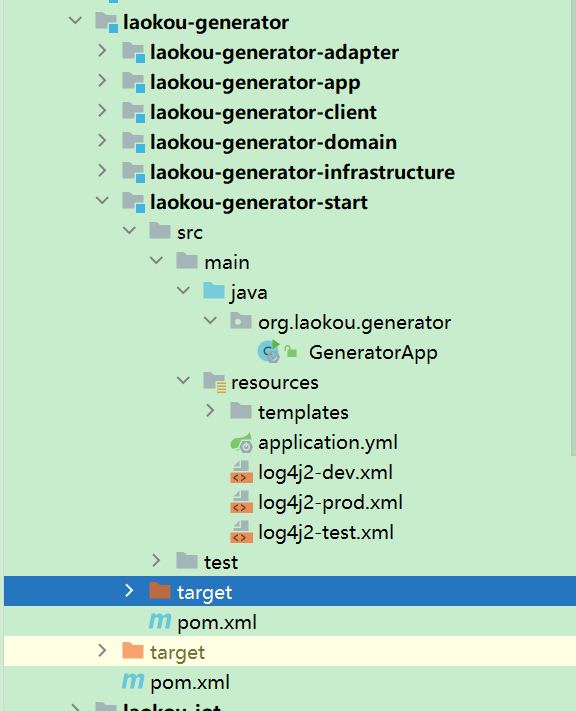 laokou-generator
laokou-generator-adapter
laokou-generator-app
laokou-generator-client
laokou-generator-domain
laokou-generator-infrastructure
laokou-generator-start
src
main
java
org.laokou.generator
GeneratorApp
resources
templates
application.yml
log4j2-dev.xml
log4j2-prod.xml
log4j2-test.xml
test
target
pom.xml
target
pom.xml
laokou-iot